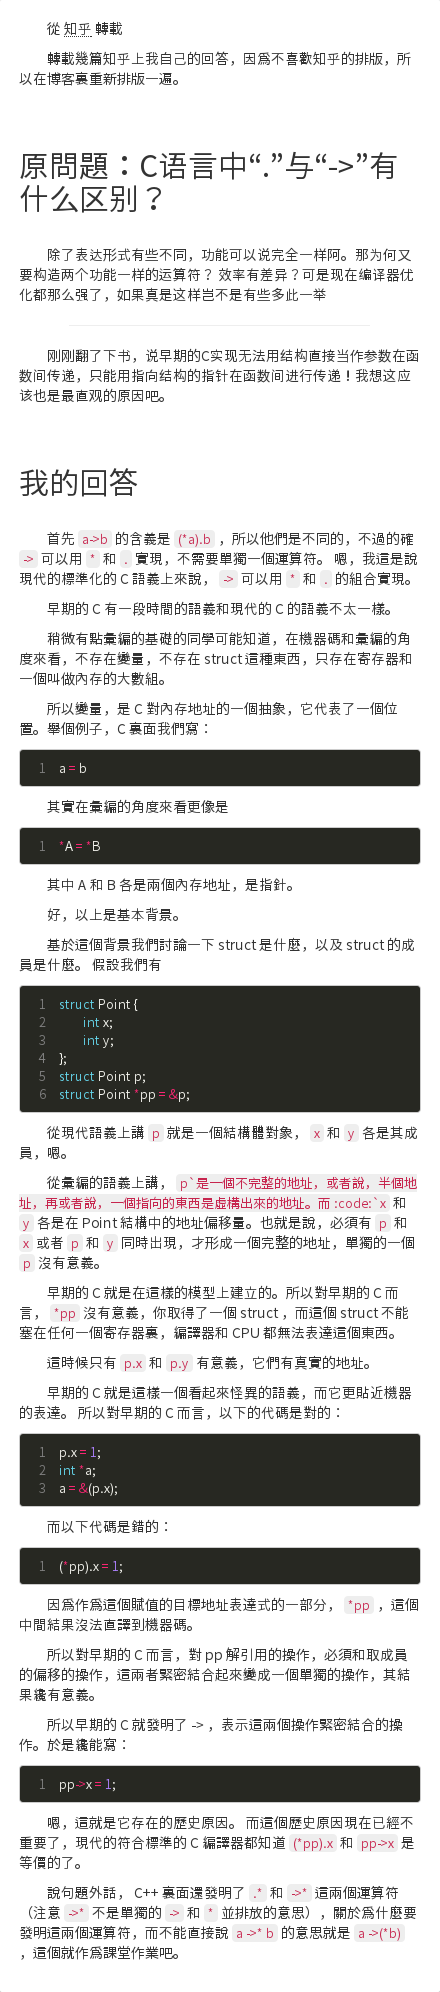 從 知乎 轉載
轉載幾篇知乎上我自己的回答，因爲不喜歡知乎的排版，所
以在博客裏重新排版一遍。
原問題：C语言中“.”与“->”有
什么区别？
除了表达形式有些不同，功能可以说完全一样阿。那为何又
要构造两个功能一样的运算符？ 效率有差异？可是现在编译器优
化都那么强了，如果真是这样岂不是有些多此一举
刚刚翻了下书，说早期的C实现无法用结构直接当作参数在函
数间传递，只能用指向结构的指针在函数间进行传递！我想这应
该也是最直观的原因吧。
我的回答
首先 a->b 的含義是 (*a).b ，所以他們是不同的，不過的確
-> 可以用 * 和 . 實現，不需要單獨一個運算符。 嗯，我這是說
現代的標準化的 C 語義上來說， -> 可以用 * 和 . 的組合實現。
早期的 C 有一段時間的語義和現代的 C 的語義不太一樣。
稍微有點彙編的基礎的同學可能知道，在機器碼和彙編的角
度來看，不存在變量，不存在 struct 這種東西，只存在寄存器和
一個叫做內存的大數組。
所以變量，是 C 對內存地址的一個抽象，它代表了一個位
置。舉個例子，C 裏面我們寫：
1 a = b
其實在彙編的角度來看更像是
1 *A = *B
其中 A 和 B 各是兩個內存地址，是指針。
好，以上是基本背景。
基於這個背景我們討論一下 struct 是什麼，以及 struct 的成
員是什麼。 假設我們有
1 struct Point {
2 int x;
3 int y;
4 };
5 struct Point p;
6 struct Point *pp = &p;
從現代語義上講 p 就是一個結構體對象， x 和 y 各是其成
員，嗯。
從彙編的語義上講， p`是一個不完整的地址，或者說，半個地
址，再或者說，一個指向的東西是虛構出來的地址。而 :code:`x 和
y 各是在 Point 結構中的地址偏移量。也就是說，必須有 p 和
x 或者 p 和 y 同時出現，才形成一個完整的地址，單獨的一個
p 沒有意義。
早期的 C 就是在這樣的模型上建立的。所以對早期的 C 而
言， *pp 沒有意義，你取得了一個 struct ，而這個 struct 不能
塞在任何一個寄存器裏，編譯器和 CPU 都無法表達這個東西。
這時候只有 p.x 和 p.y 有意義，它們有真實的地址。
早期的 C 就是這樣一個看起來怪異的語義，而它更貼近機器
的表達。 所以對早期的 C 而言，以下的代碼是對的：
1 p.x = 1;
2 int *a;
3 a = &(p.x);
而以下代碼是錯的：
1 (*pp).x = 1;
因爲作爲這個賦值的目標地址表達式的一部分， *pp ，這個
中間結果沒法直譯到機器碼。
所以對早期的 C 而言，對 pp 解引用的操作，必須和取成員
的偏移的操作，這兩者緊密結合起來變成一個單獨的操作，其結
果纔有意義。
所以早期的 C 就發明了 -> ，表示這兩個操作緊密結合的操
作。於是纔能寫：
1 pp->x = 1;
嗯，這就是它存在的歷史原因。 而這個歷史原因現在已經不
重要了，現代的符合標準的 C 編譯器都知道 (*pp).x 和 pp->x 是
等價的了。
說句題外話， C++ 裏面還發明了 .* 和 ->* 這兩個運算符
（注意 ->* 不是單獨的 -> 和 * 並排放的意思），關於爲什麼要
發明這兩個運算符，而不能直接說 a ->* b 的意思就是 a ->(*b)
，這個就作爲課堂作業吧。